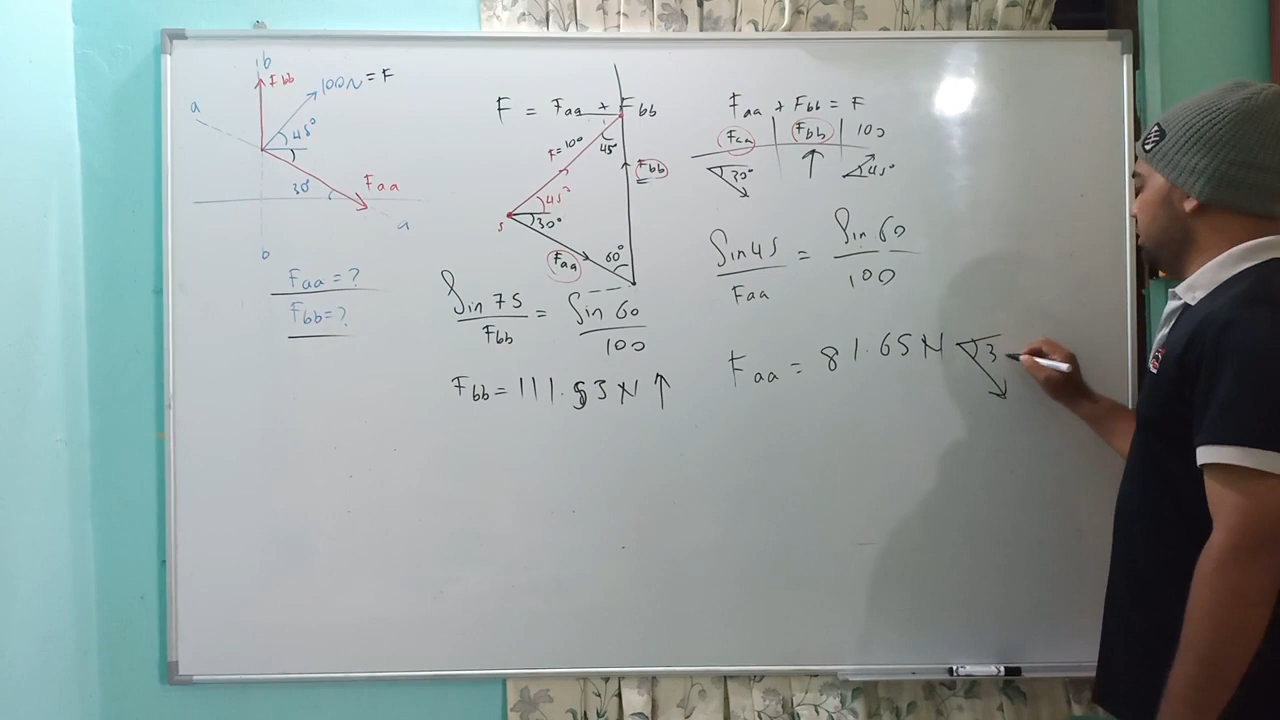 b
Fbb
100N = F
a
45°
30°
Faa
a
b
Faa = ?
Fbb = ?
F = Faa + Fbb
F=100
45°
Fbb
45°
s
30°
Faa
60°
Sin 75 / Fbb = Sin 60 / 100
Fbb = 111.53 N ↑
Faa + Fbb = F
Faa | Fbb | 100
30° ↑ 45°
Sin 45 / Faa = Sin 60 / 100
Faa = 81.65 N 3